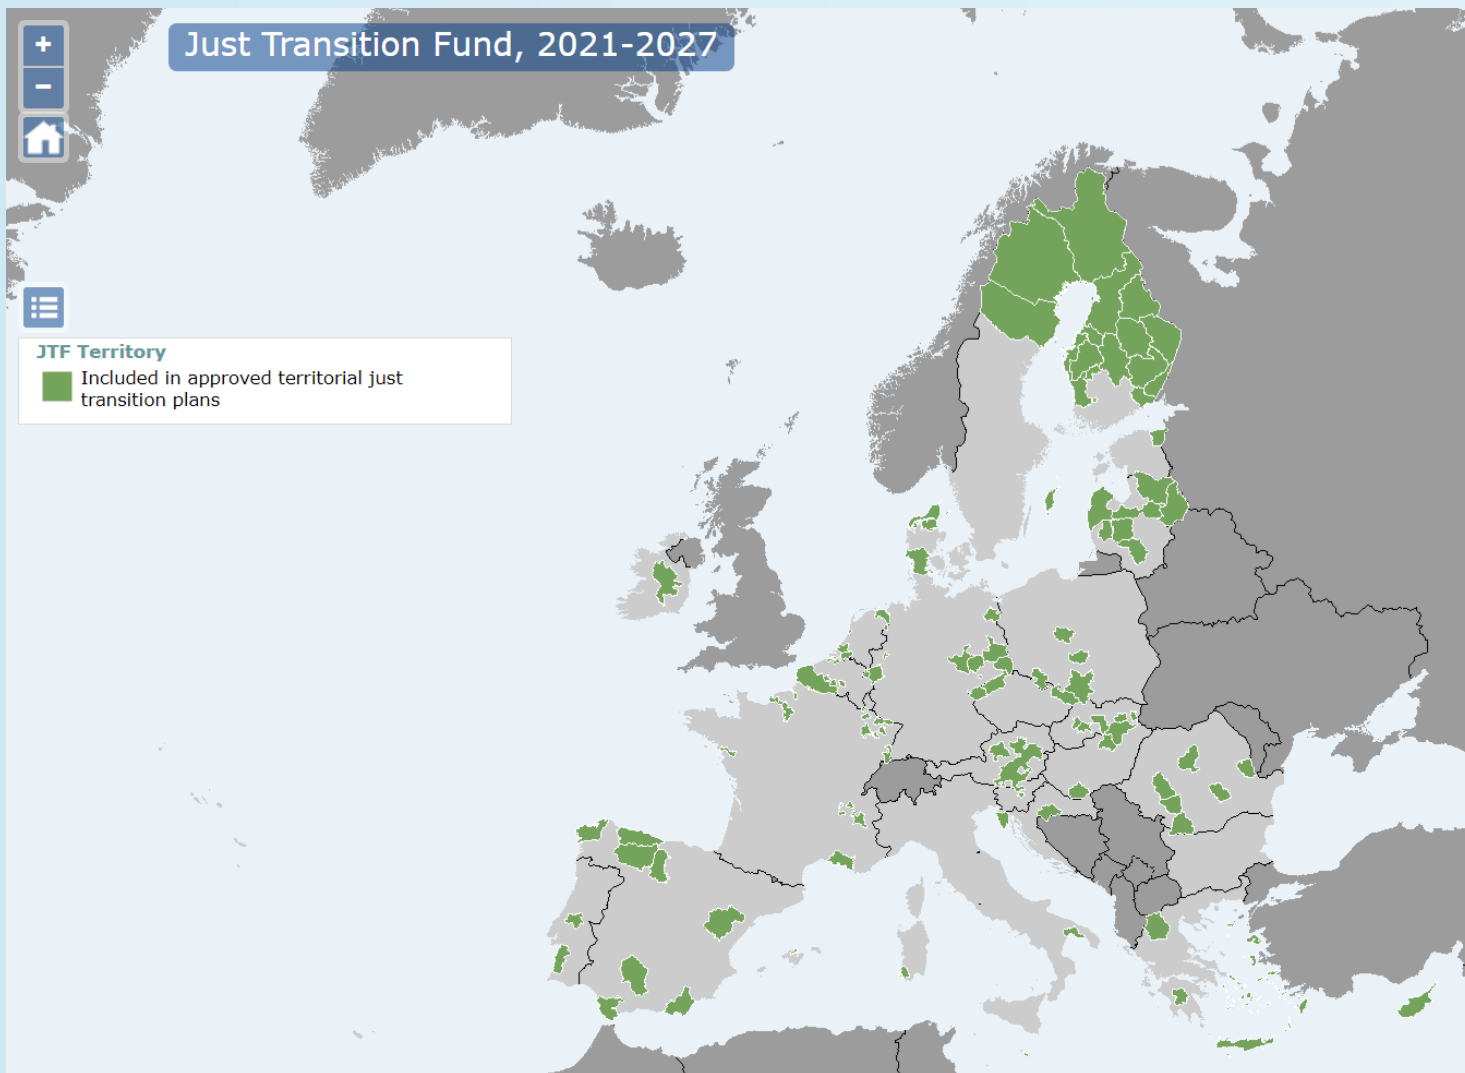 +
Just Transition Fund, 2021-2027
−
JTF Territory
Included in approved territorial just
transition plans